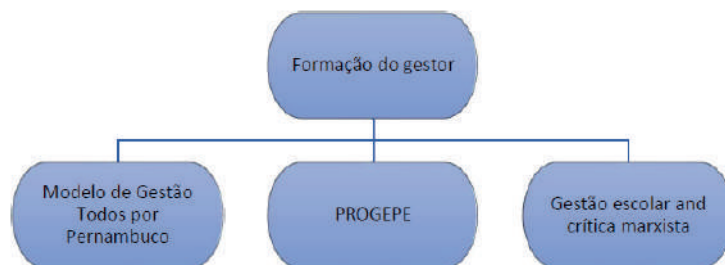 Formação do gestor
Modelo de Gestão
Todos por
Pernambuco
PROGEPE
Gestão escolar and
crítica marxista